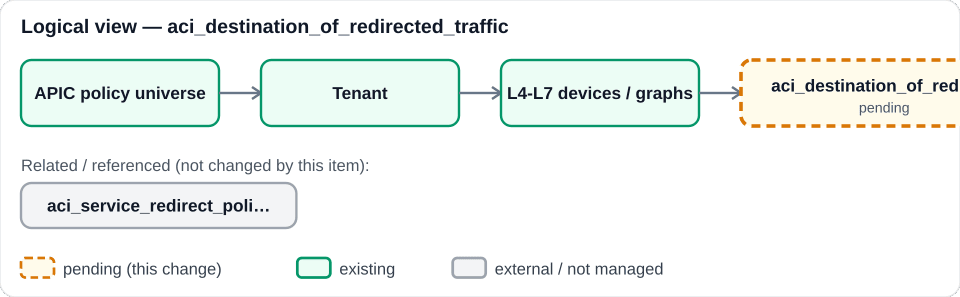 Logical view — aci_destination_of_redirected_traffic
APIC policy universe
Tenant
L4-L7 devices / graphs
aci_destination_of_red
pending
Related / referenced (not changed by this item):
aci_service_redirect_poli…
pending (this change)
existing
external / not managed